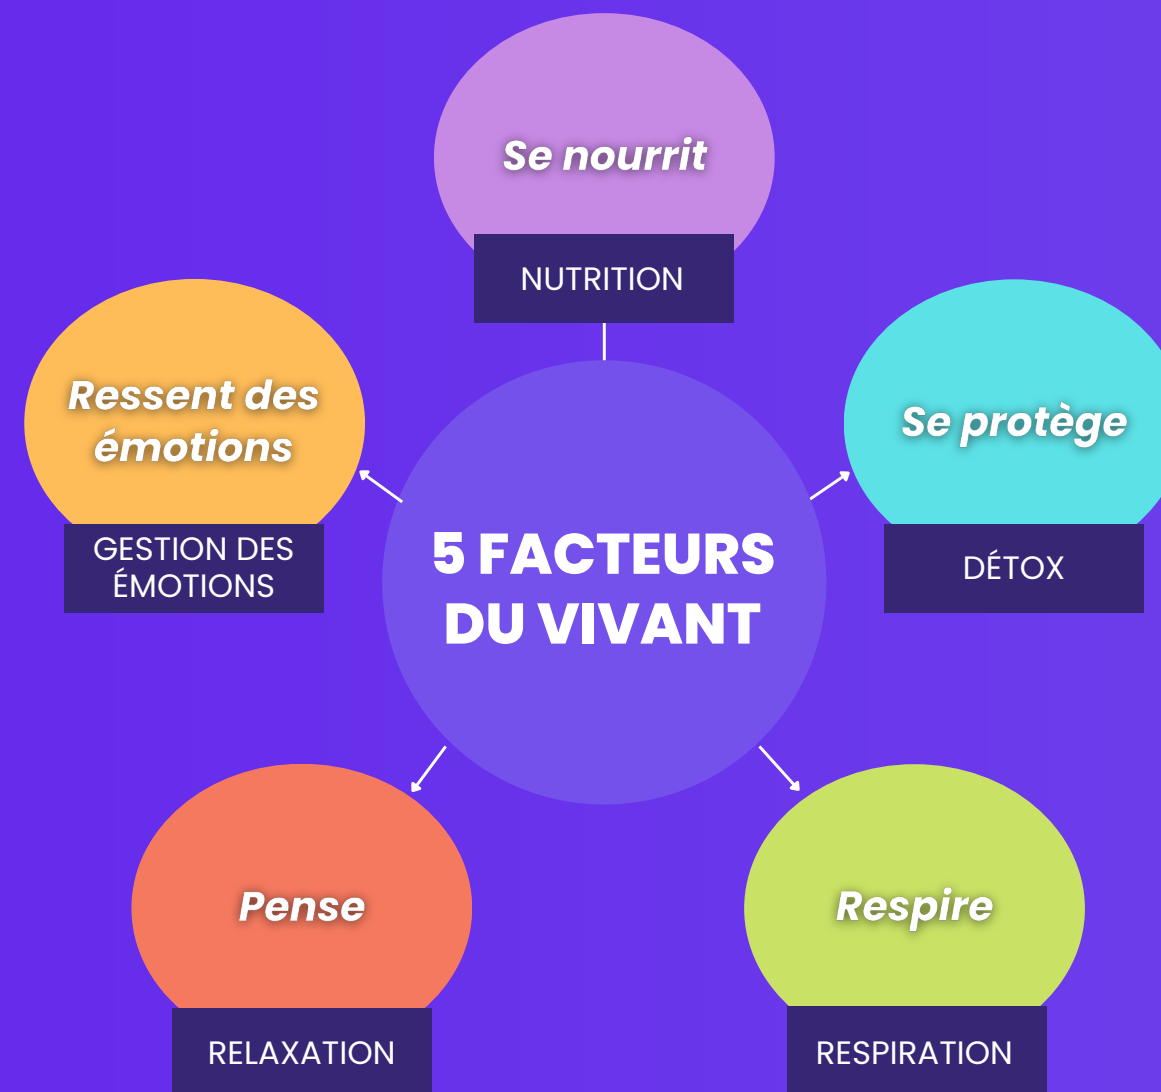 Se nourrit
NUTRITION
Ressent des
émotions
GESTION DES
ÉMOTIONS
Se protège
DÉTOX
5 FACTEURS
DU VIVANT
Pense
RELAXATION
Respire
RESPIRATION